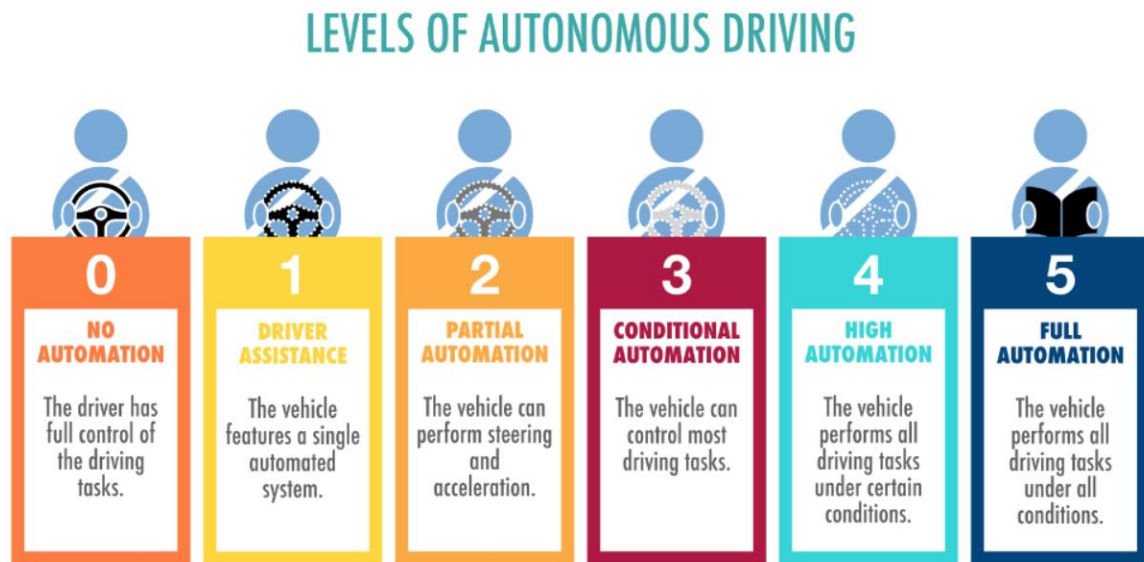 LEVELS OF AUTONOMOUS DRIVING
0
NO
AUTOMATION
The driver has
full control of
the driving
tasks.
1
DRIVER
ASSISTANCE
The vehicle
features a single
automated
system.
2
PARTIAL
AUTOMATION
The vehicle can
perform steering
and
acceleration.
3
CONDITIONAL
AUTOMATION
The vehicle can
control most
driving tasks.
4
HIGH
AUTOMATION
The vehicle
performs all
driving tasks
under certain
conditions.
5
FULL
AUTOMATION
The vehicle
performs all
driving tasks
under all
conditions.